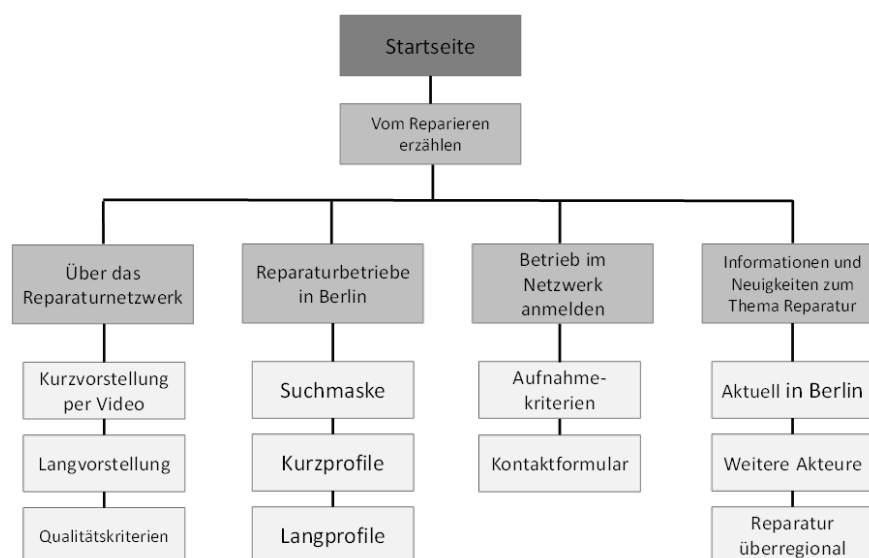 Startseite
Vom Reparieren
erzählen
Über das
Reparaturnetzwerk
Reparaturbetriebe
in Berlin
Betrieb im
Netzwerk
anmelden
Informationen und
Neuigkeiten zum
Thema Reparatur
Kurzvorstellung
per Video
Suchmaske
Aufnahme-
kriterien
Aktuell in Berlin
Langvorstellung
Kurzprofile
Kontaktformular
Weitere Akteure
Qualitätskriterien
Langprofile
Reparatur
überregional